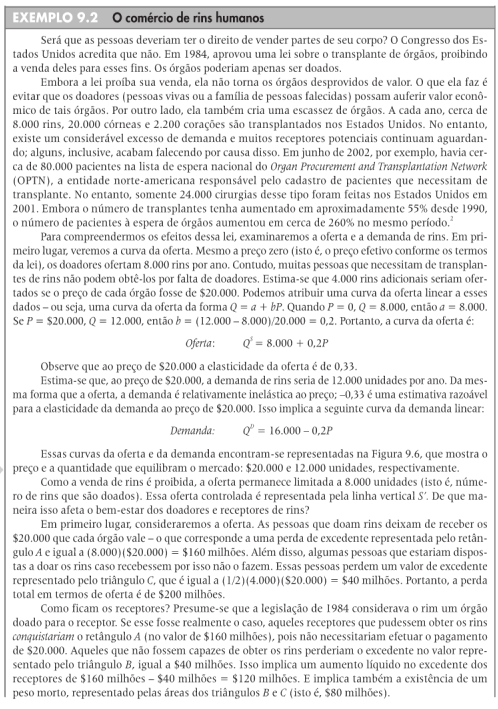 EXEMPLO 9.2 O comércio de rins humanos
Será que as pessoas deveriam ter o direito de vender partes de seu corpo? O Congresso dos Es-
tados Unidos acredita que não. Em 1984, aprovou uma lei sobre o transplante de órgãos, proibindo
a venda deles para esses fins. Os órgãos poderiam apenas ser doados.
Embora a lei proíba sua venda, ela não torna os órgãos desprovidos de valor. O que ela faz é
evitar que os doadores (pessoas vivas ou a família de pessoas falecidas) possam auferir valor econô-
mico de tais órgãos. Por outro lado, ela também cria uma escassez de órgãos. A cada ano, cerca de
8.000 rins, 20.000 córneas e 2.200 corações são transplantados nos Estados Unidos. No entanto,
existe um considerável excesso de demanda e muitos receptores potenciais continuam aguardan-
do; alguns, inclusive, acabam falecendo por causa disso. Em junho de 2002, por exemplo, havia cer-
ca de 80.000 pacientes na lista de espera nacional do Organ Procurement and Transplantation Network
(OPTN), a entidade norte-americana responsável pelo cadastro de pacientes que necessitam de
transplante. No entanto, somente 24.000 cirurgias desse tipo foram feitas nos Estados Unidos em
2001. Embora o número de transplantes tenha aumentado em aproximadamente 55% desde 1990,
o número de pacientes à espera de órgãos aumentou em cerca de 260% no mesmo período.²
Para compreendermos os efeitos dessa lei, examinaremos a oferta e a demanda de rins. Em pri-
meiro lugar, veremos a curva da oferta. Mesmo a preço zero (isto é, o preço efetivo conforme os termos
da lei), os doadores ofertam 8.000 rins por ano. Contudo, muitas pessoas que necessitam de transplan-
tes de rins não podem obtê-los por falta de doadores. Estima-se que 4.000 rins adicionais seriam ofer-
tados se o preço de cada órgão fosse de $20.000. Podemos atribuir uma curva da oferta linear a esses
dados – ou seja, uma curva da oferta da forma Q = a + bP. Quando P = 0, Q = 8.000, então a = 8.000.
Se P = $20.000, Q = 12.000, então b = (12.000 – 8.000)/20.000 = 0,2. Portanto, a curva da oferta é:
Oferta: Qˢ = 8.000 + 0,2P
Observe que ao preço de $20.000 a elasticidade da oferta é de 0,33.
Estima-se que, ao preço de $20.000, a demanda de rins seria de 12.000 unidades por ano. Da mes-
ma forma que a oferta, a demanda é relativamente inelástica ao preço; –0,33 é uma estimativa razoável
para a elasticidade da demanda ao preço de $20.000. Isso implica a seguinte curva da demanda linear:
Demanda: Qᴰ = 16.000 – 0,2P
Essas curvas da oferta e da demanda encontram-se representadas na Figura 9.6, que mostra o
preço e a quantidade que equilibram o mercado: $20.000 e 12.000 unidades, respectivamente.
Como a venda de rins é proibida, a oferta permanece limitada a 8.000 unidades (isto é, núme-
ro de rins que são doados). Essa oferta controlada é representada pela linha vertical S’. De que ma-
neira isso afeta o bem-estar dos doadores e receptores de rins?
Em primeiro lugar, consideraremos a oferta. As pessoas que doam rins deixam de receber os
$20.000 que cada órgão vale – o que corresponde a uma perda de excedente representada pelo retân-
gulo A e igual a (8.000)($20.000) = $160 milhões. Além disso, algumas pessoas que estariam dispos-
tas a doar os rins caso recebessem por isso não o fazem. Essas pessoas perdem um valor de excedente
representado pelo triângulo C, que é igual a (1/2)(4.000)($20.000) = $40 milhões. Portanto, a perda
total em termos de oferta é de $200 milhões.
Como ficam os receptores? Presume-se que a legislação de 1984 considerava o rim um órgão
doado para o receptor. Se esse fosse realmente o caso, aqueles receptores que pudessem obter os rins
conquistariam o retângulo A (no valor de $160 milhões), pois não necessitariam efetuar o pagamento
de $20.000. Aqueles que não fossem capazes de obter os rins perderiam o excedente no valor repre-
sentado pelo triângulo B, igual a $40 milhões. Isso implica um aumento líquido no excedente dos
receptores de $160 milhões – $40 milhões = $120 milhões. E implica também a existência de um
peso morto, representado pelas áreas dos triângulos B e C (isto é, $80 milhões).